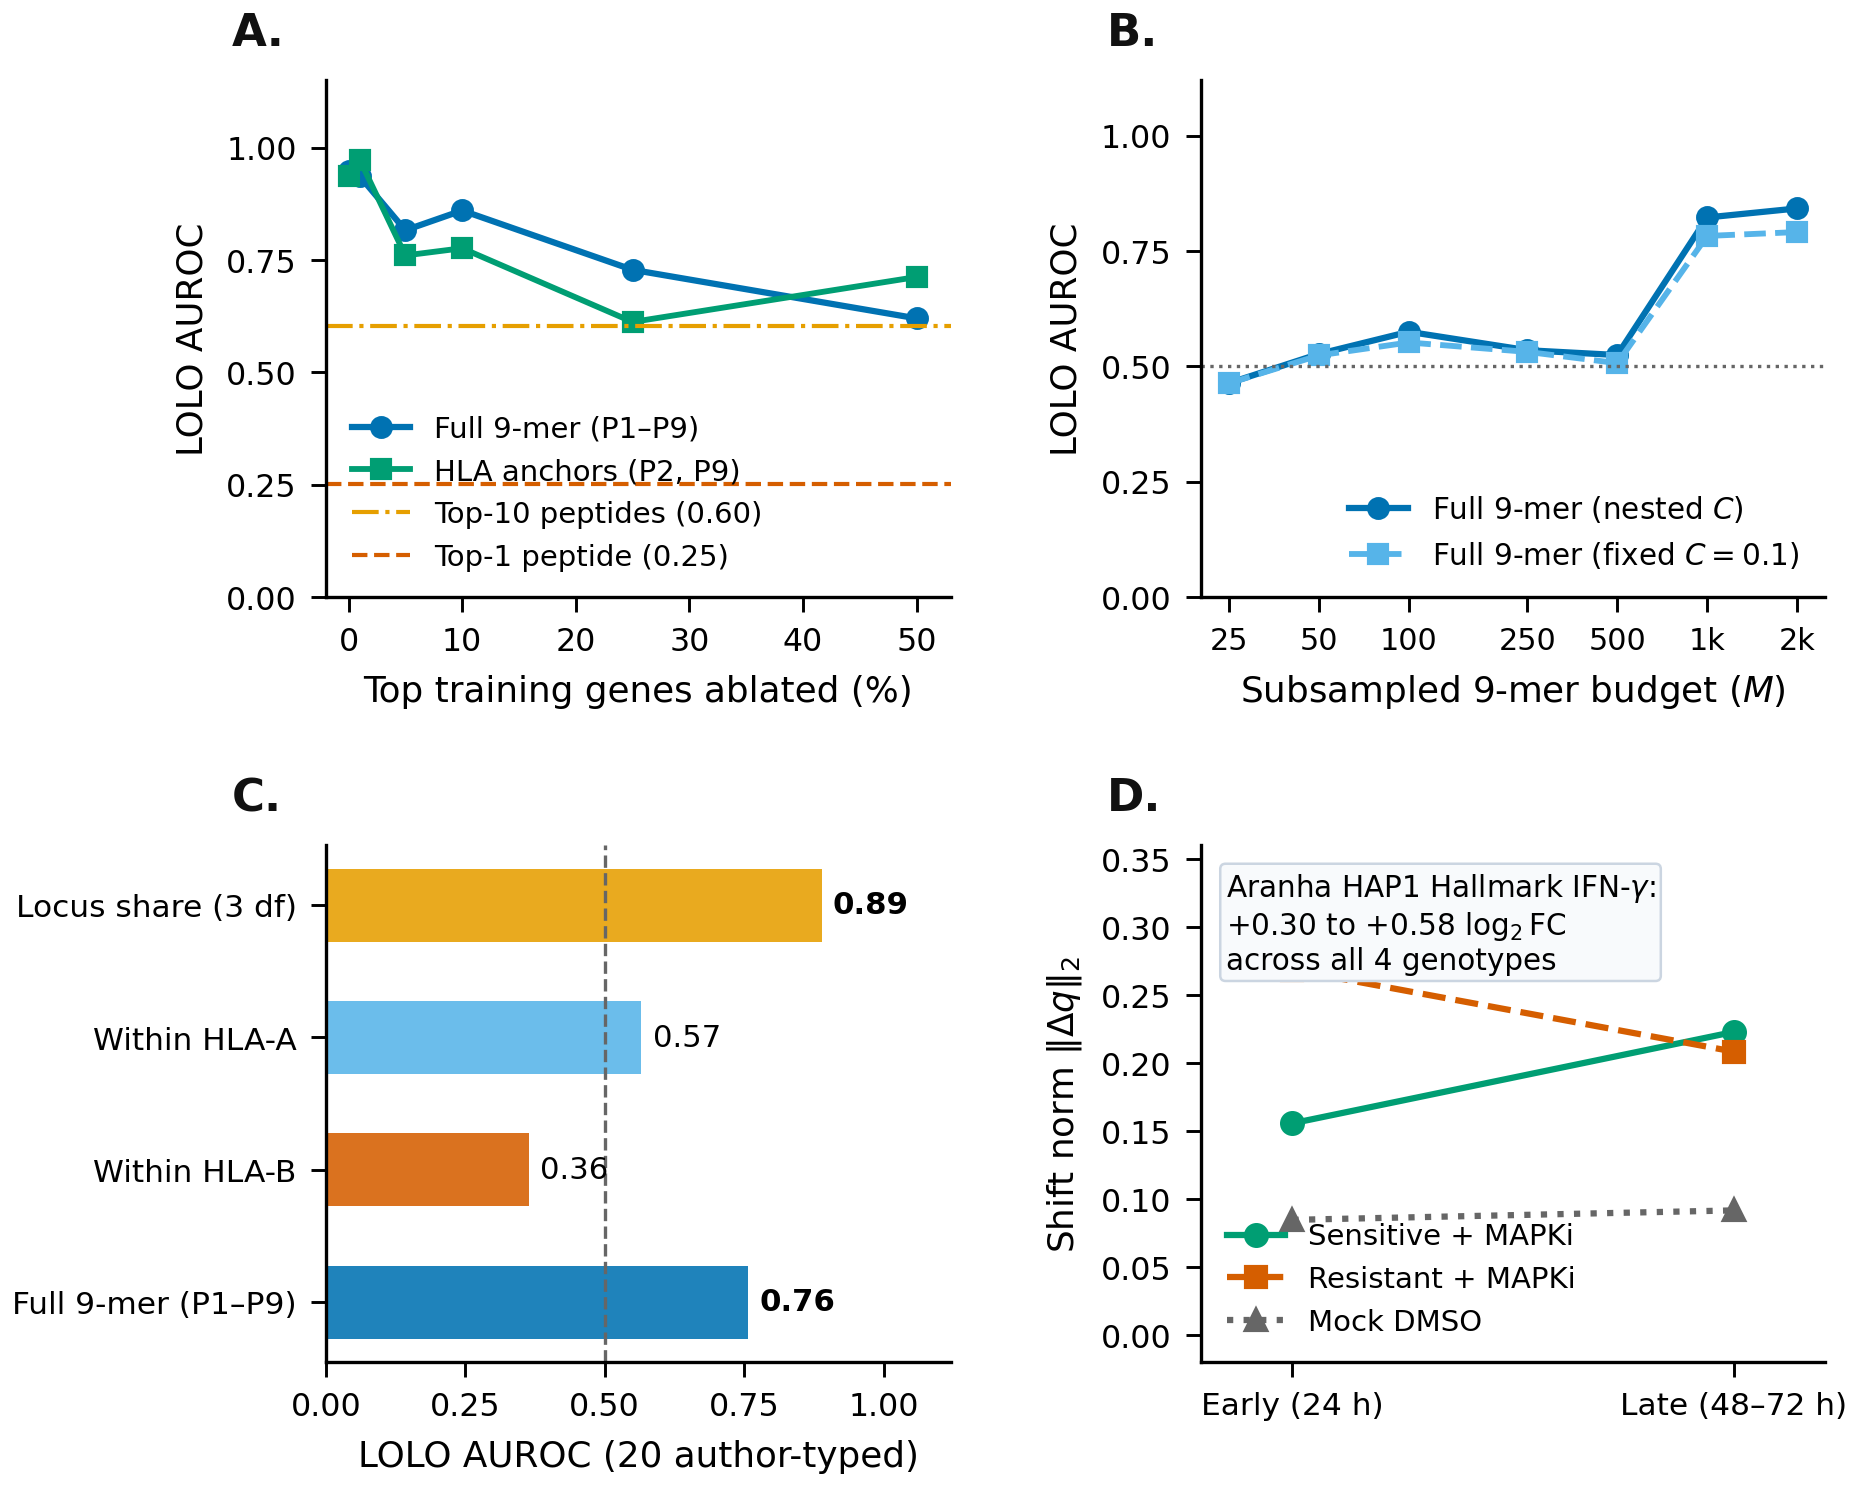 A.
LOLO AUROC
1.00
0.75
0.50
0.25
0.00
Full 9-mer (P1–P9)
HLA anchors (P2, P9)
Top-10 peptides (0.60)
Top-1 peptide (0.25)
0 10 20 30 40 50
Top training genes ablated (%)
B.
LOLO AUROC
1.00
0.75
0.50
0.25
0.00
Full 9-mer (nested C)
Full 9-mer (fixed C = 0.1)
25 50 100 250 500 1k 2k
Subsampled 9-mer budget (M)
C.
Locus share (3 df) 0.89
Within HLA-A 0.57
Within HLA-B 0.36
Full 9-mer (P1–P9) 0.76
0.00 0.25 0.50 0.75 1.00
LOLO AUROC (20 author-typed)
D.
Shift norm ‖Δq‖₂
0.35
0.30
0.25
0.20
0.15
0.10
0.05
0.00
Aranha HAP1 Hallmark IFN-γ:
+0.30 to +0.58 log₂ FC
across all 4 genotypes
Sensitive + MAPKi
Resistant + MAPKi
Mock DMSO
Early (24 h) Late (48–72 h)